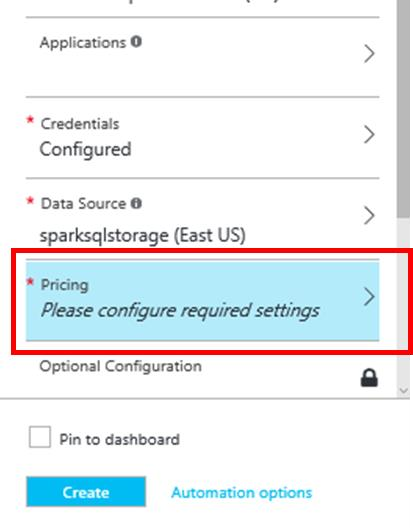 Applications
* Credentials
Configured
* Data Source
sparksqlstorage (East US)
* Pricing
Please configure required settings
Optional Configuration
Pin to dashboard
Create Automation options